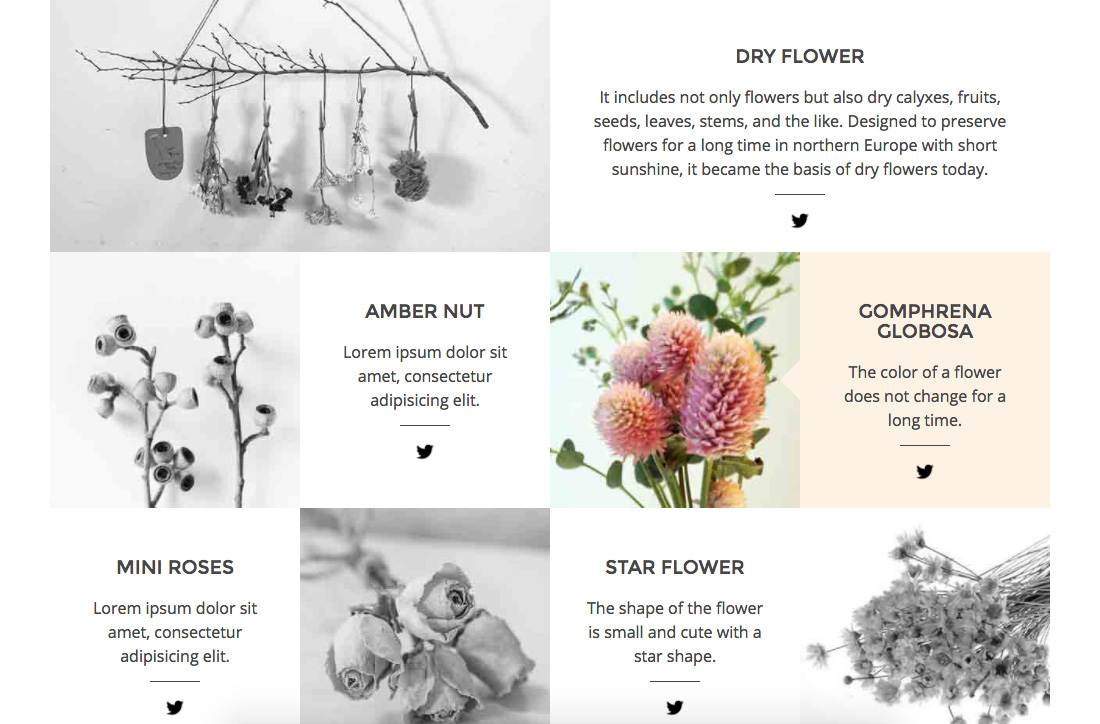 DRY FLOWER
It includes not only flowers but also dry calyxes, fruits,
seeds, leaves, stems, and the like. Designed to preserve
flowers for a long time in northern Europe with short
sunshine, it became the basis of dry flowers today.
AMBER NUT
Lorem ipsum dolor sit
amet, consectetur
adipisicing elit.
GOMPHRENA
GLOBOSA
The color of a flower
does not change for a
long time.
MINI ROSES
Lorem ipsum dolor sit
amet, consectetur
adipisicing elit.
STAR FLOWER
The shape of the flower
is small and cute with a
star shape.